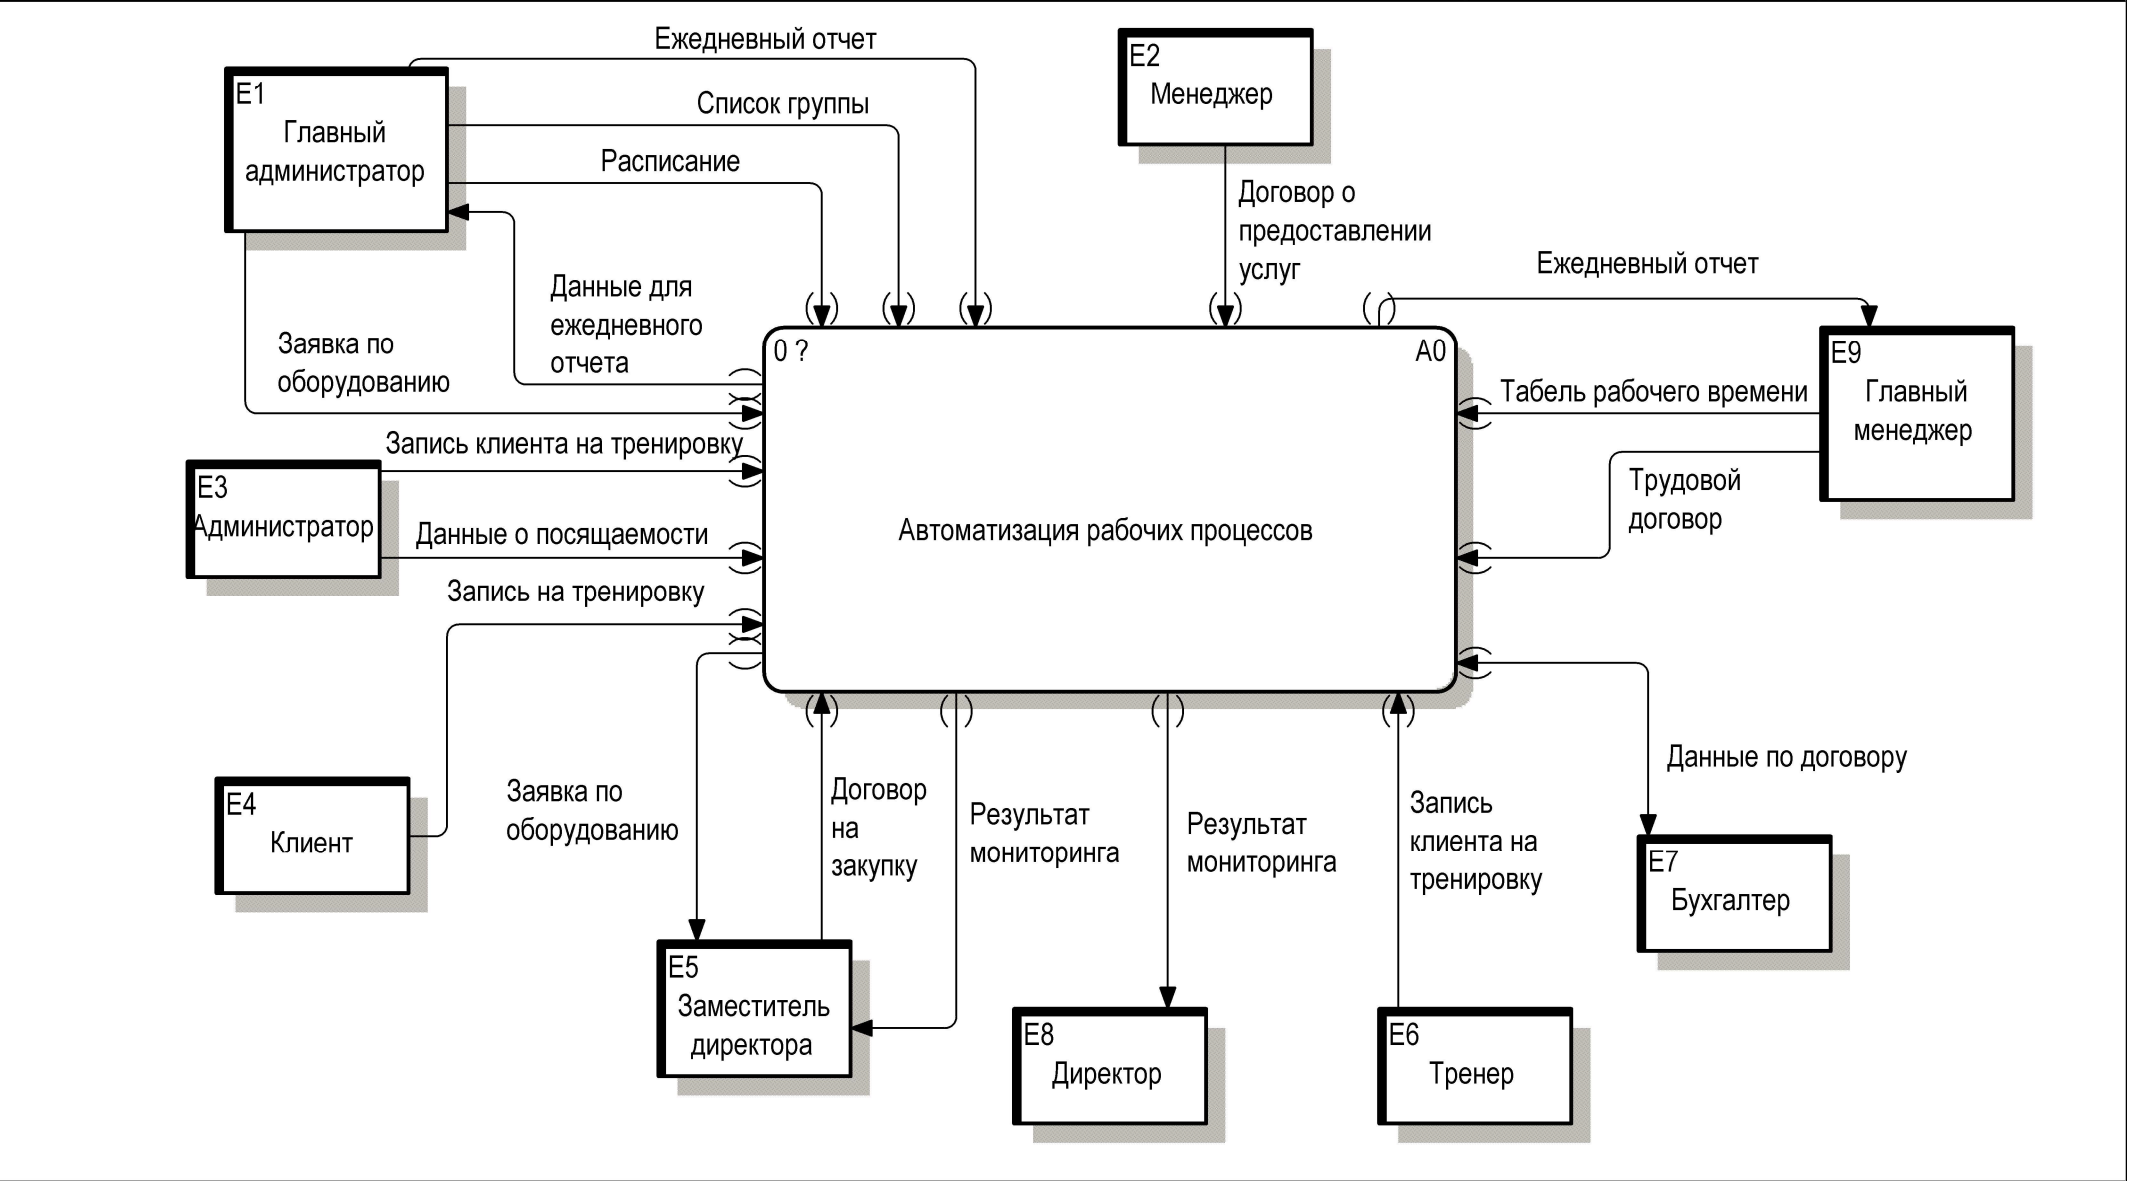 Ежедневный отчет
E1
Главный
администратор
Список группы
Расписание
E2
Менеджер
Договор о
предоставлении
услуг
Ежедневный отчет
Данные для
ежедневного
отчета
Заявка по
оборудованию
0 ?
A0
E9
Главный
менеджер
Табель рабочего времени
Трудовой
договор
Запись клиента на тренировку
E3
Администратор
Данные о посящаемости
Автоматизация рабочих процессов
Запись на тренировку
E4
Клиент
Заявка по
оборудованию
Договор
на
закупку
Результат
мониторинга
Результат
мониторинга
Запись
клиента на
тренировку
Данные по договору
E7
Бухгалтер
E5
Заместитель
директора
E8
Директор
E6
Тренер